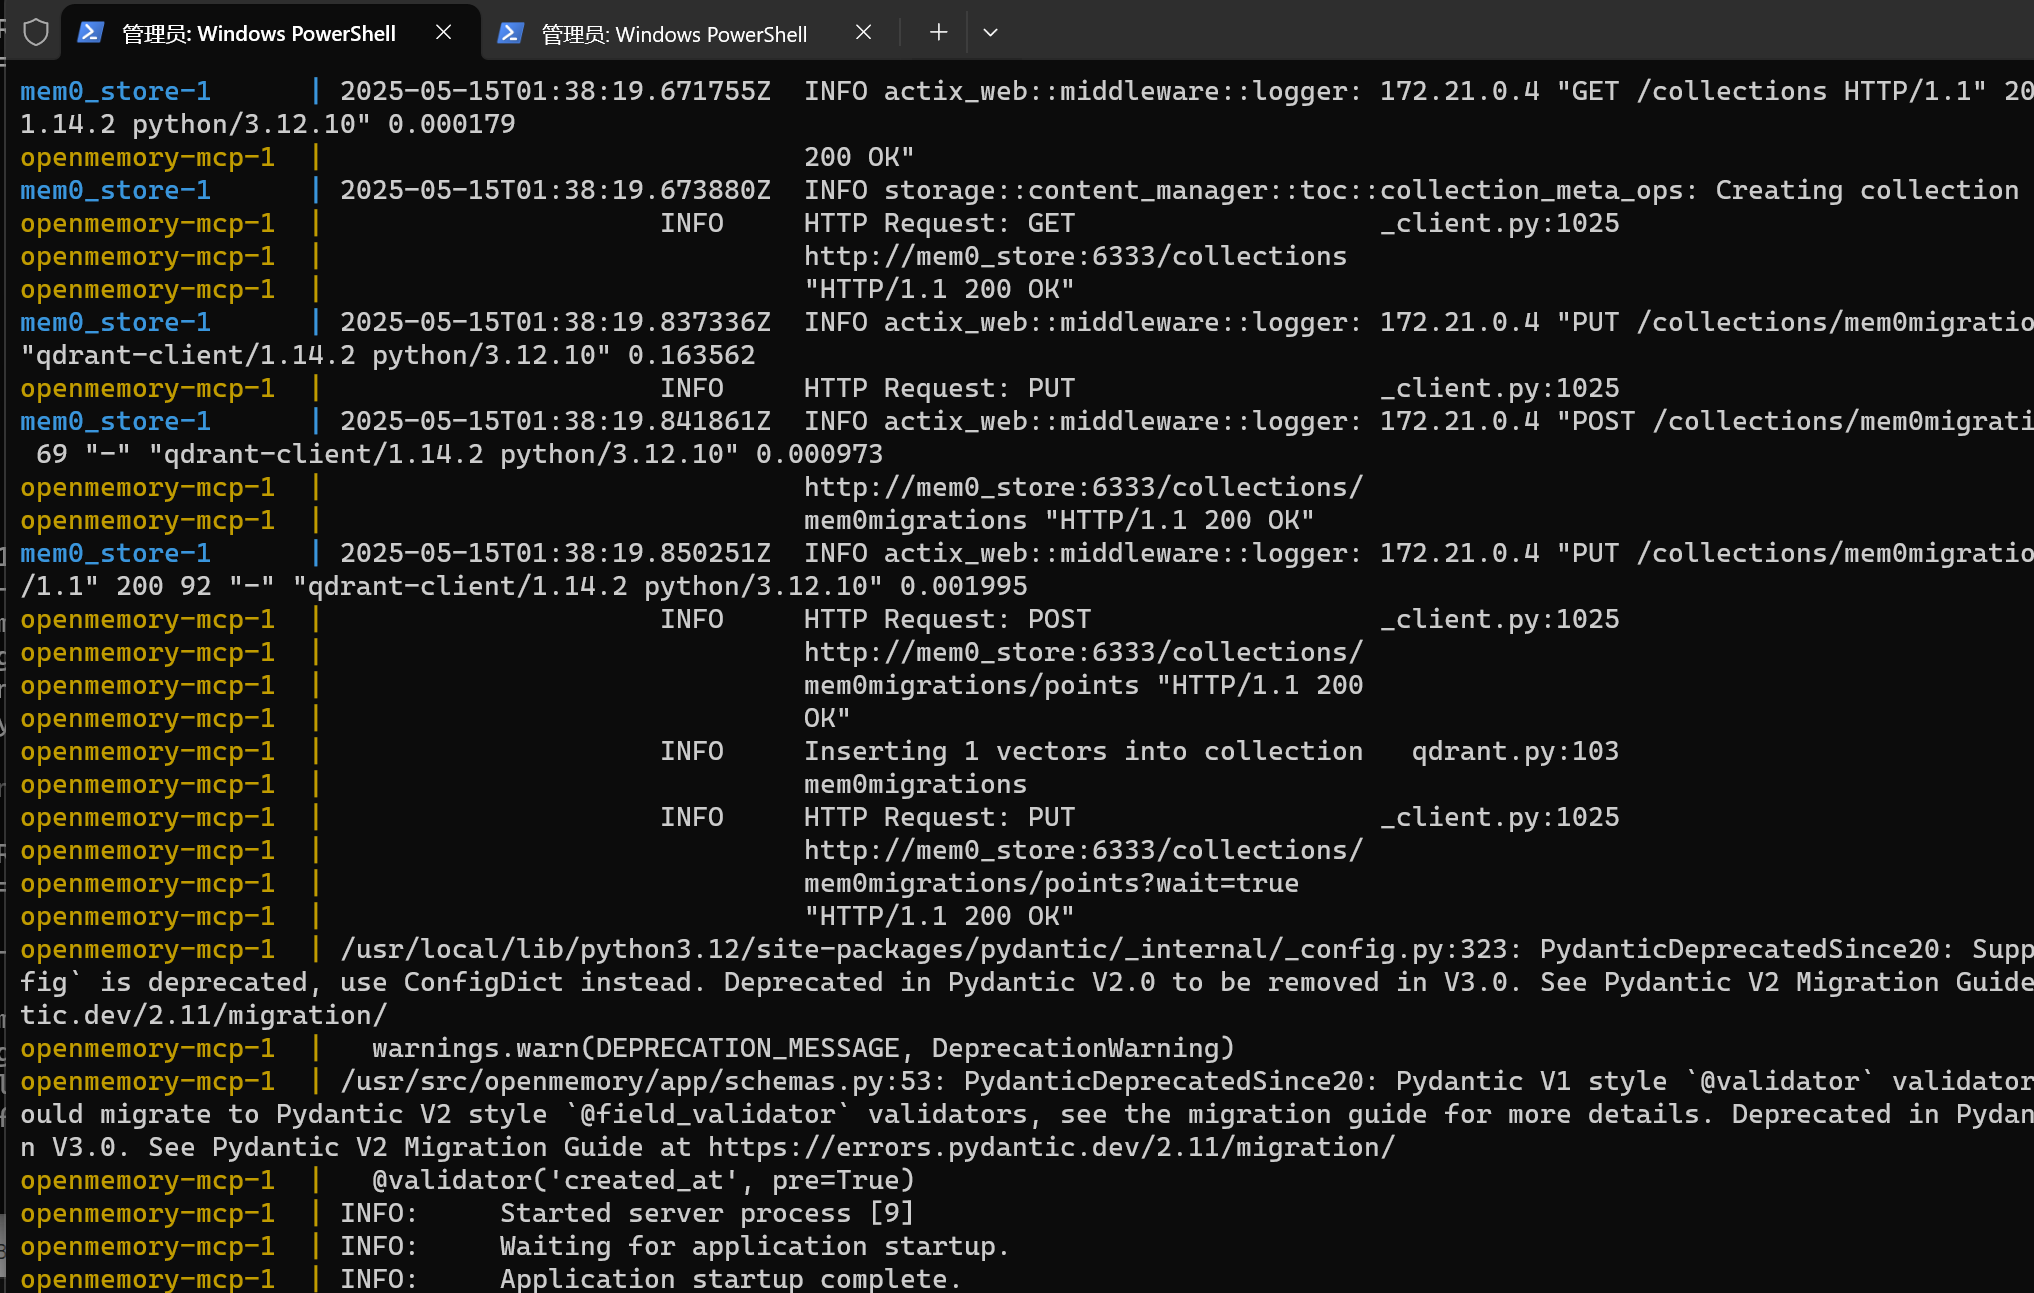 管理员: Windows PowerShell
管理员: Windows PowerShell
mem0_store-1 | 2025-05-15T01:38:19.671755Z INFO actix_web::middleware::logger: 172.21.0.4 "GET /collections HTTP/1.1" 20
1.14.2 python/3.12.10" 0.000179
openmemory-mcp-1 | 200 OK"
mem0_store-1 | 2025-05-15T01:38:19.673880Z INFO storage::content_manager::toc::collection_meta_ops: Creating collection
openmemory-mcp-1 | INFO HTTP Request: GET _client.py:1025
openmemory-mcp-1 | http://mem0_store:6333/collections
openmemory-mcp-1 | "HTTP/1.1 200 OK"
mem0_store-1 | 2025-05-15T01:38:19.837336Z INFO actix_web::middleware::logger: 172.21.0.4 "PUT /collections/mem0migratio
"qdrant-client/1.14.2 python/3.12.10" 0.163562
openmemory-mcp-1 | INFO HTTP Request: PUT _client.py:1025
mem0_store-1 | 2025-05-15T01:38:19.841861Z INFO actix_web::middleware::logger: 172.21.0.4 "POST /collections/mem0migrati
69 "-" "qdrant-client/1.14.2 python/3.12.10" 0.000973
openmemory-mcp-1 | http://mem0_store:6333/collections/
openmemory-mcp-1 | mem0migrations "HTTP/1.1 200 OK"
mem0_store-1 | 2025-05-15T01:38:19.850251Z INFO actix_web::middleware::logger: 172.21.0.4 "PUT /collections/mem0migratio
/1.1" 200 92 "-" "qdrant-client/1.14.2 python/3.12.10" 0.001995
openmemory-mcp-1 | INFO HTTP Request: POST _client.py:1025
openmemory-mcp-1 | http://mem0_store:6333/collections/
openmemory-mcp-1 | mem0migrations/points "HTTP/1.1 200
openmemory-mcp-1 | OK"
openmemory-mcp-1 | INFO Inserting 1 vectors into collection qdrant.py:103
openmemory-mcp-1 | mem0migrations
openmemory-mcp-1 | INFO HTTP Request: PUT _client.py:1025
openmemory-mcp-1 | http://mem0_store:6333/collections/
openmemory-mcp-1 | mem0migrations/points?wait=true
openmemory-mcp-1 | "HTTP/1.1 200 OK"
openmemory-mcp-1 | /usr/local/lib/python3.12/site-packages/pydantic/_internal/_config.py:323: PydanticDeprecatedSince20: Supp
fig` is deprecated, use ConfigDict instead. Deprecated in Pydantic V2.0 to be removed in V3.0. See Pydantic V2 Migration Guide
tic.dev/2.11/migration/
openmemory-mcp-1 | warnings.warn(DEPRECATION_MESSAGE, DeprecationWarning)
openmemory-mcp-1 | /usr/src/openmemory/app/schemas.py:53: PydanticDeprecatedSince20: Pydantic V1 style `@validator` validator
ould migrate to Pydantic V2 style `@field_validator` validators, see the migration guide for more details. Deprecated in Pydan
n V3.0. See Pydantic V2 Migration Guide at https://errors.pydantic.dev/2.11/migration/
openmemory-mcp-1 | @validator('created_at', pre=True)
openmemory-mcp-1 | INFO: Started server process [9]
openmemory-mcp-1 | INFO: Waiting for application startup.
openmemory-mcp-1 | INFO: Application startup complete.